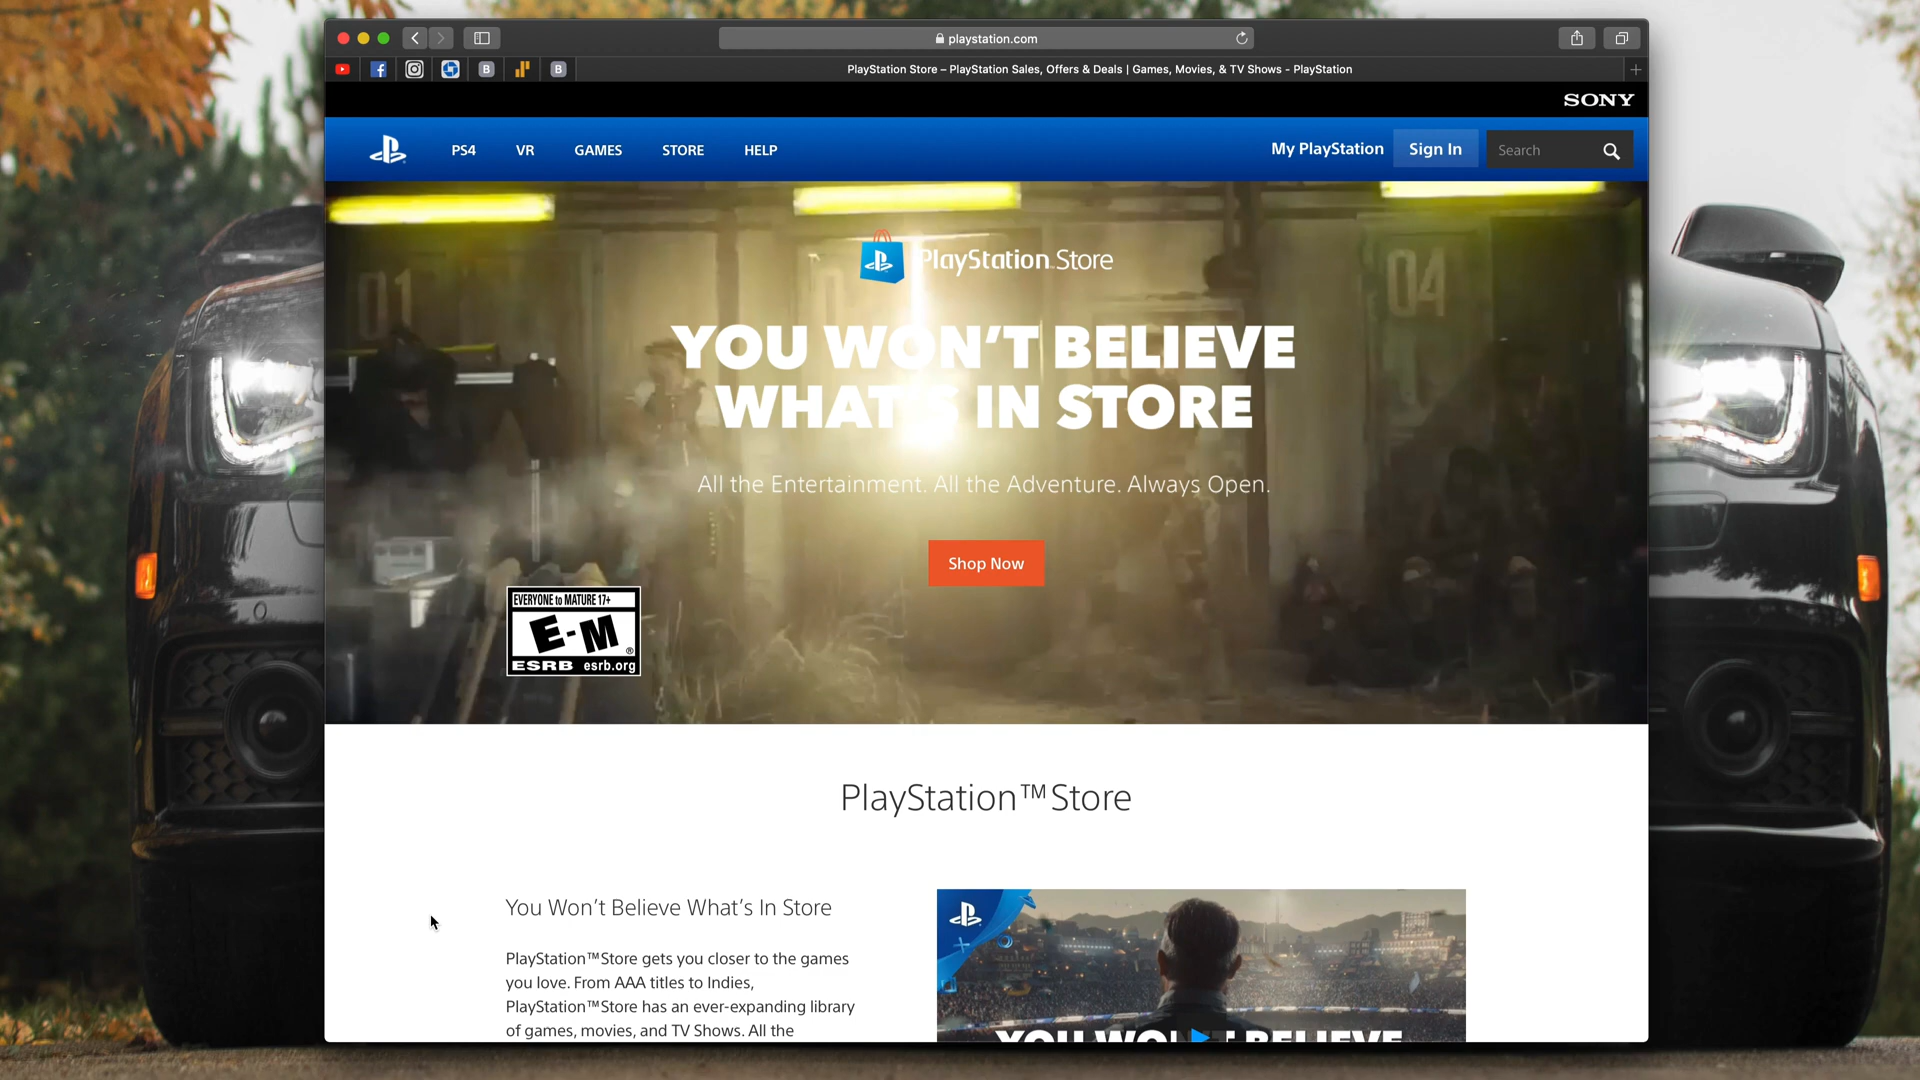 playstation.com
B
B
PlayStation Store – PlayStation Sales, Offers & Deals | Games, Movies, & TV Shows - PlayStation
SONY
PS4 VR GAMES STORE HELP
My PlayStation Sign In Search
01
04
PlayStation Store
YOU WON’T BELIEVE
WHAT'S IN STORE
All the Entertainment. All the Adventure. Always Open.
Shop Now
EVERYONE to MATURE 17+
E-M®
ESRB esrb.org
PlayStation™Store
You Won’t Believe What’s In Store
PlayStation™Store gets you closer to the games
you love. From AAA titles to Indies,
PlayStation™Store has an ever-expanding library
of games, movies, and TV Shows. All the